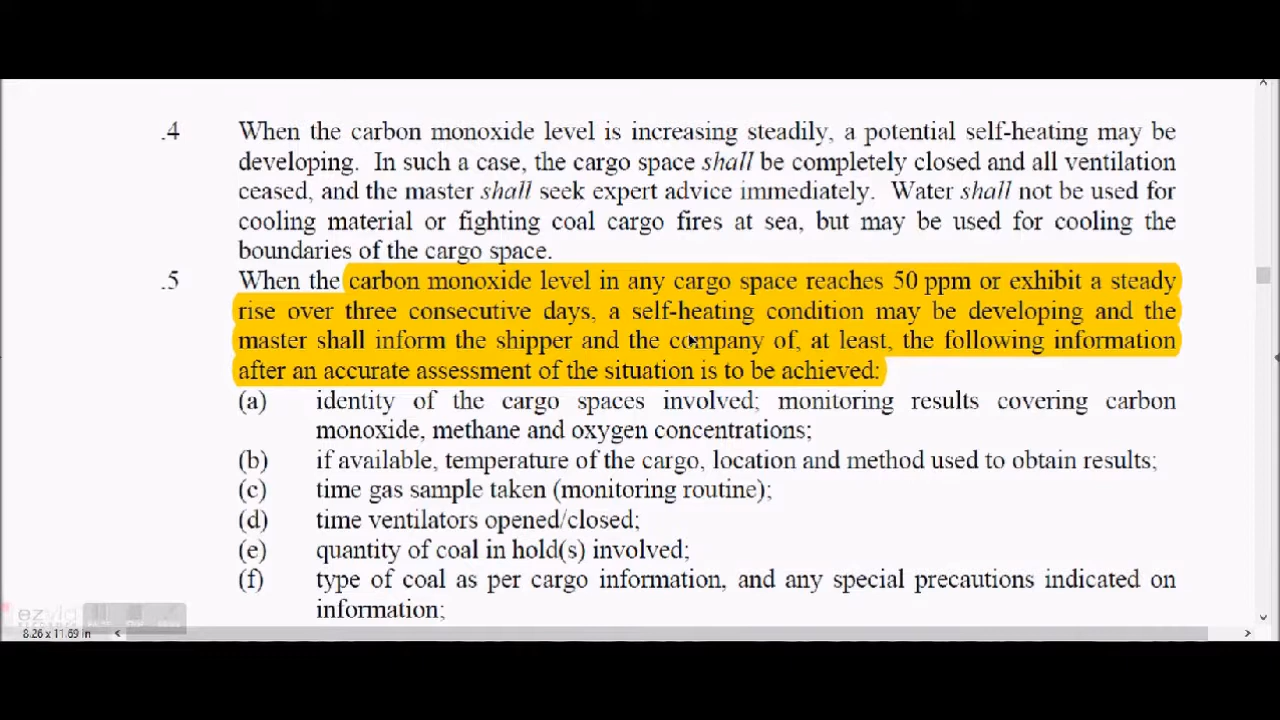 .4 When the carbon monoxide level is increasing steadily, a potential self-heating may be
developing. In such a case, the cargo space shall be completely closed and all ventilation
ceased, and the master shall seek expert advice immediately. Water shall not be used for
cooling material or fighting coal cargo fires at sea, but may be used for cooling the
boundaries of the cargo space.
.5 When the carbon monoxide level in any cargo space reaches 50 ppm or exhibit a steady
rise over three consecutive days, a self-heating condition may be developing and the
master shall inform the shipper and the company of, at least, the following information
after an accurate assessment of the situation is to be achieved:
(a) identity of the cargo spaces involved; monitoring results covering carbon
monoxide, methane and oxygen concentrations;
(b) if available, temperature of the cargo, location and method used to obtain results;
(c) time gas sample taken (monitoring routine);
(d) time ventilators opened/closed;
(e) quantity of coal in hold(s) involved;
(f) type of coal as per cargo information, and any special precautions indicated on
information;
8.26 x 11.69 in